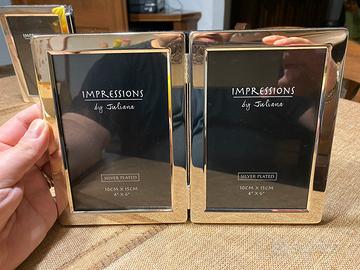 IMPRESSIONS
by Juliana
SILVER PLATED
10CM X 15CM
4" X 6"
IMPRESSIONS
by Juliana
SILVER PLATED
10CM X 15CM
4" X 6"